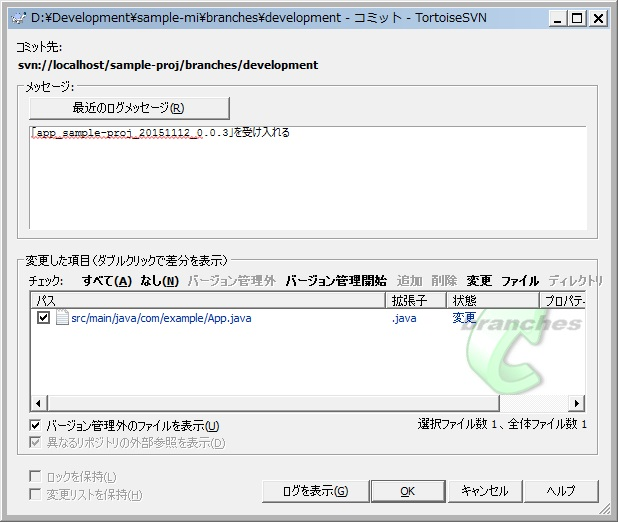 D:¥Development¥sample-mi¥branches¥development - コミット - TortoiseSVN
コミット先:
svn://localhost/sample-proj/branches/development
メッセージ:
最近のログメッセージ(R)
「app_sample-proj_20151112_0.0.3」を受け入れる
変更した項目(ダブルクリックで差分を表示)
チェック: すべて(A) なし(N) バージョン管理外 バージョン管理開始 追加 削除 変更 ファイル ディレクトリ
パス 拡張子 状態 プロパティ
src/main/java/com/example/App.java .java 変更
branches
バージョン管理外のファイルを表示(U) 選択ファイル数 1、全体ファイル数 1
異なるリポジトリの外部参照を表示(D)
ロックを保持(L)
変更リストを保持(H)
ログを表示(G) OK キャンセル ヘルプ